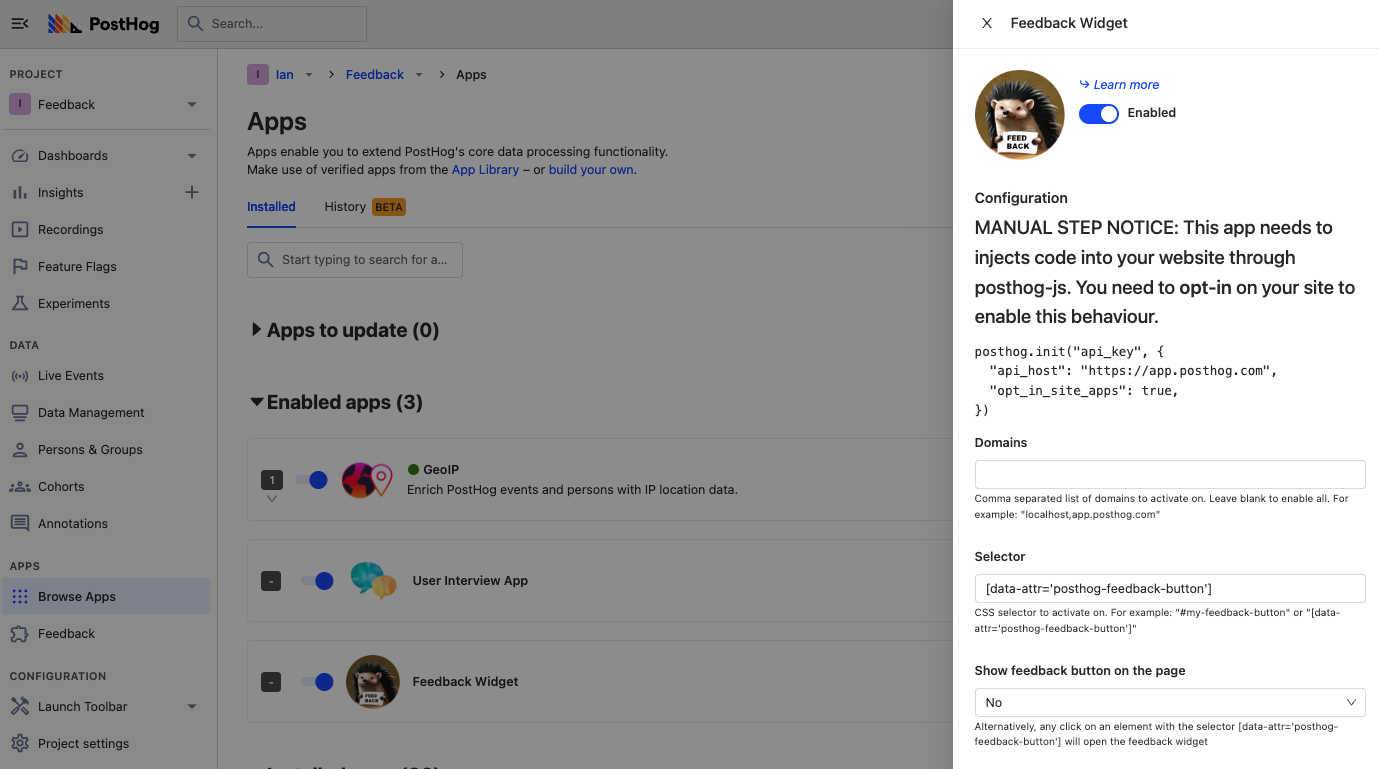 PostHog
Search...
PROJECT
I Feedback
Dashboards
Insights
Recordings
Feature Flags
Experiments
DATA
Live Events
Data Management
Persons & Groups
Cohorts
Annotations
APPS
Browse Apps
Feedback
CONFIGURATION
Launch Toolbar
Project settings
I Ian > Feedback > Apps
Apps
Apps enable you to extend PostHog's core data processing functionality.
Make use of verified apps from the App Library – or build your own.
Installed History BETA
Start typing to search for a...
Apps to update (0)
Enabled apps (3)
1
GeoIP
Enrich PostHog events and persons with IP location data.
-
User Interview App
-
FEED
BACK
Feedback Widget
Feedback Widget
FEED
BACK
Learn more
Enabled
Configuration
MANUAL STEP NOTICE: This app needs to
injects code into your website through
posthog-js. You need to opt-in on your site to
enable this behaviour.
posthog.init("api_key", {
"api_host": "https://app.posthog.com",
"opt_in_site_apps": true,
})
Domains
Comma separated list of domains to activate on. Leave blank to enable all. For
example: "localhost,app.posthog.com"
Selector
[data-attr='posthog-feedback-button']
CSS selector to activate on. For example: "#my-feedback-button" or "[data-
attr='posthog-feedback-button']"
Show feedback button on the page
No
Alternatively, any click on an element with the selector [data-attr='posthog-
feedback-button'] will open the feedback widget